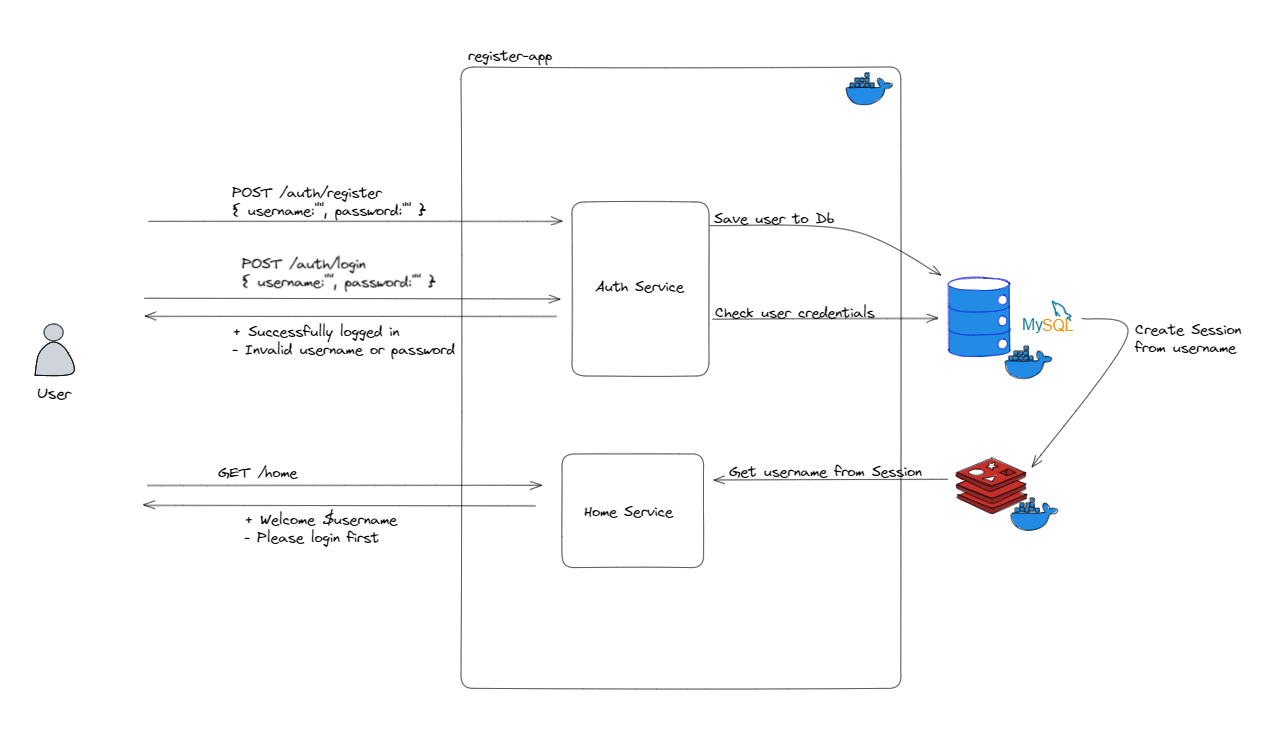 register-app
POST /auth/register
{ username:"", password:"" }
Save user to Db
POST /auth/login
{ username:"", password:"" }
Auth Service
Check user credentials
MySQL
+ Successfully logged in
- Invalid username or password
Create Session
from username
User
GET /home
Get username from Session
Home Service
+ Welcome $username
- Please login first